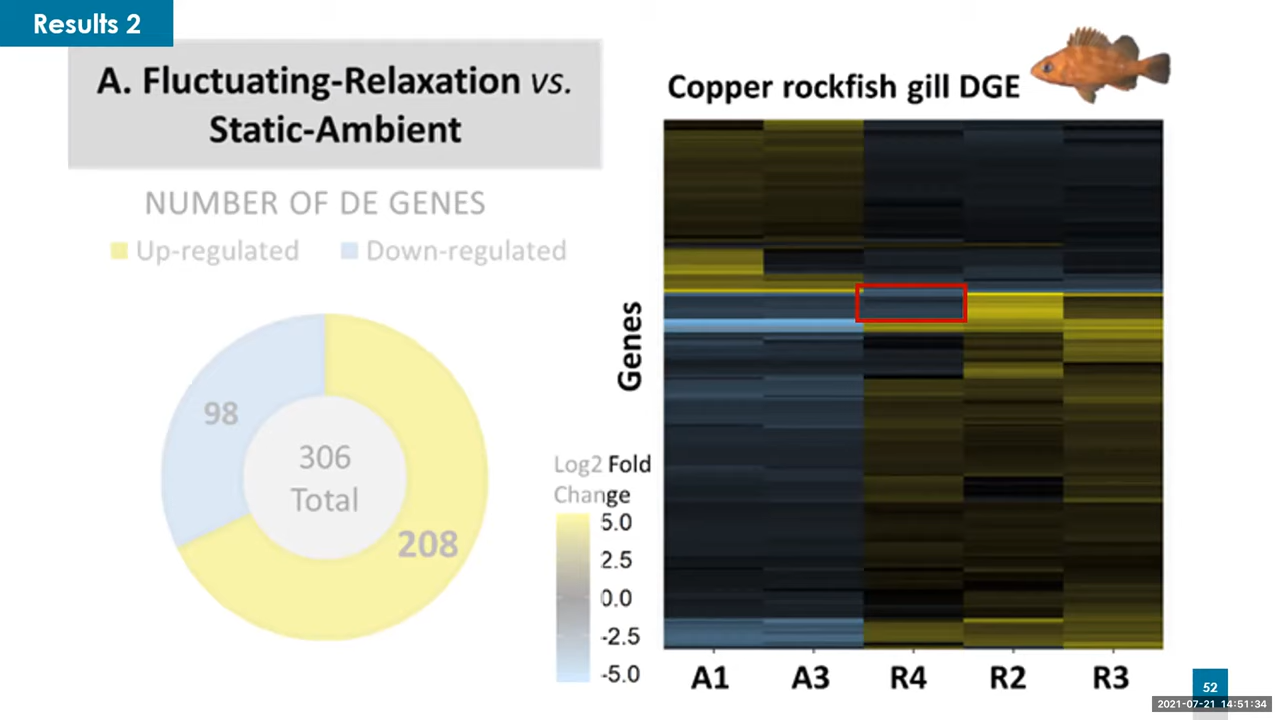 Results 2
A. Fluctuating-Relaxation vs.
Static-Ambient
NUMBER OF DE GENES
Up-regulated
Down-regulated
98
306
Total
208
Copper rockfish gill DGE
Genes
Log2 Fold
Change
5.0
2.5
0.0
-2.5
-5.0
A1
A3
R4
R2
R3
52
2021-07-21 14:51:34